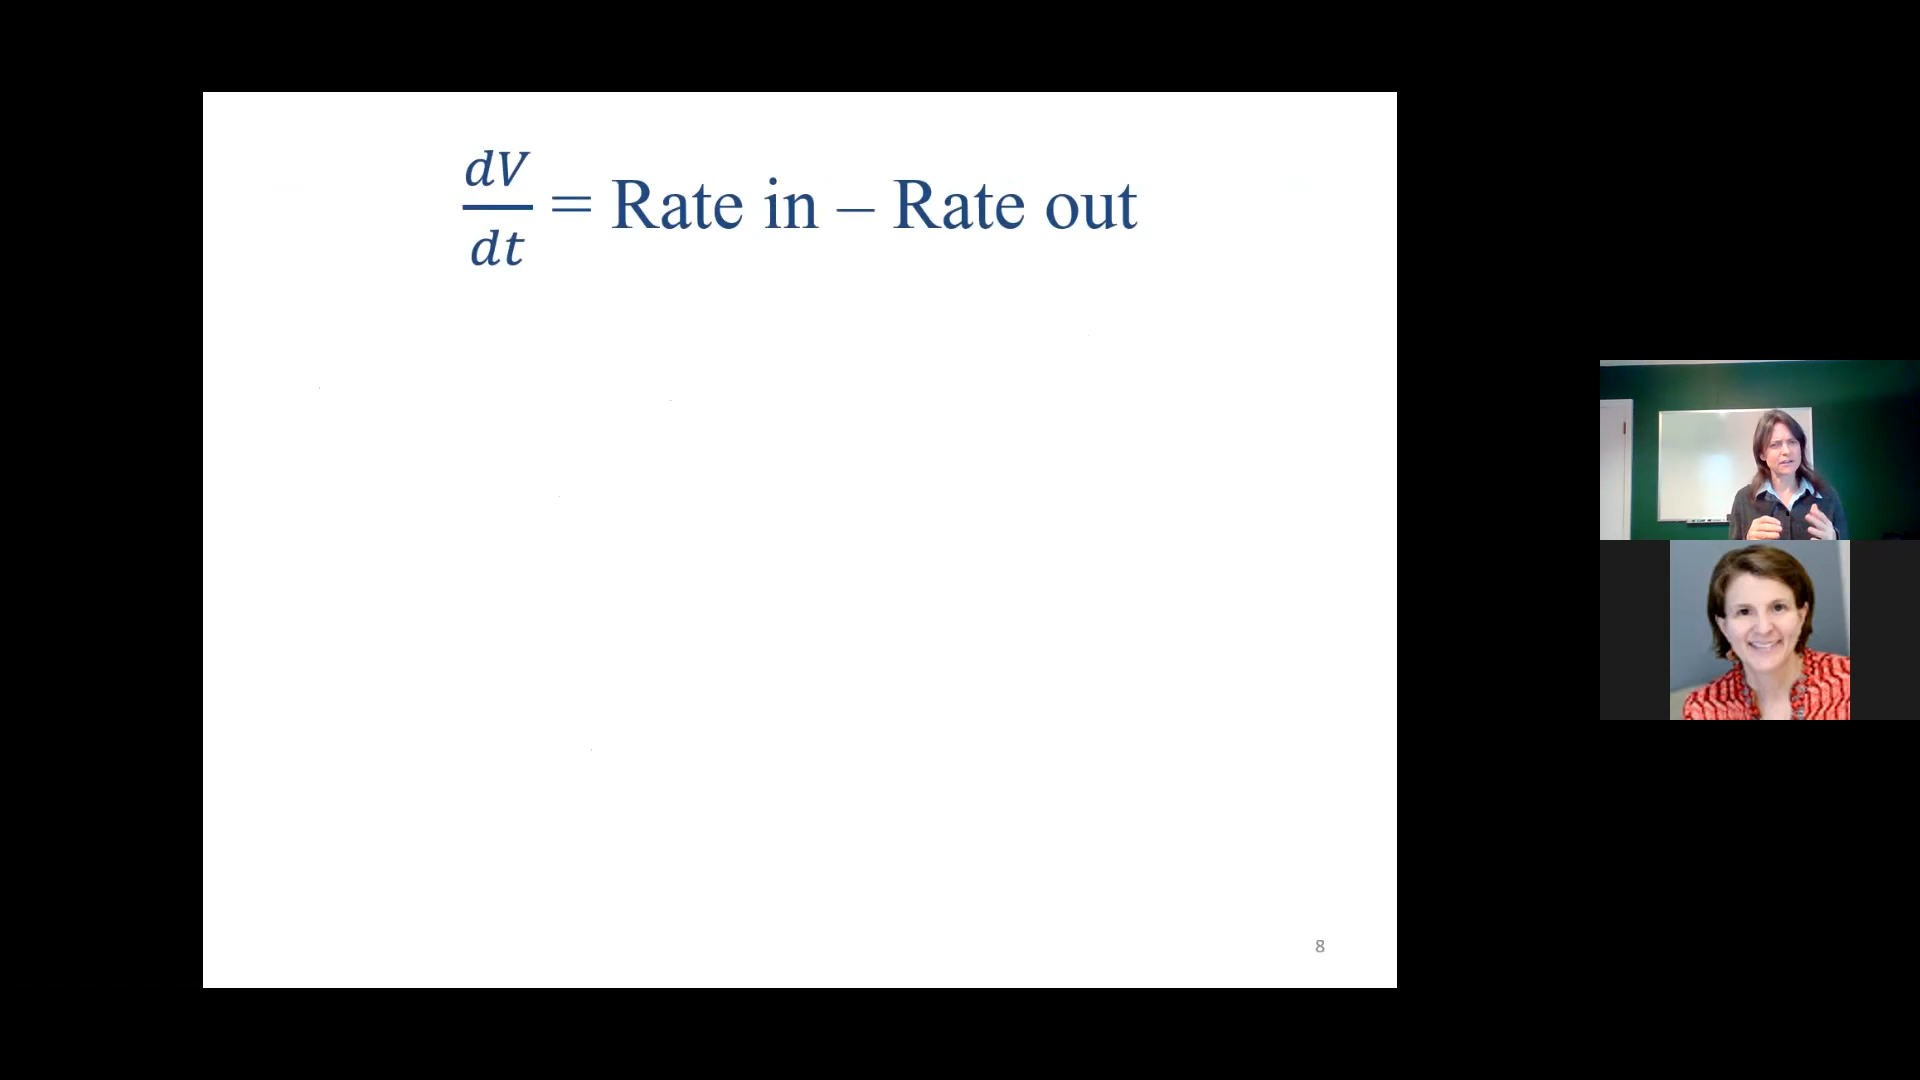 dV/dt = Rate in – Rate out
8